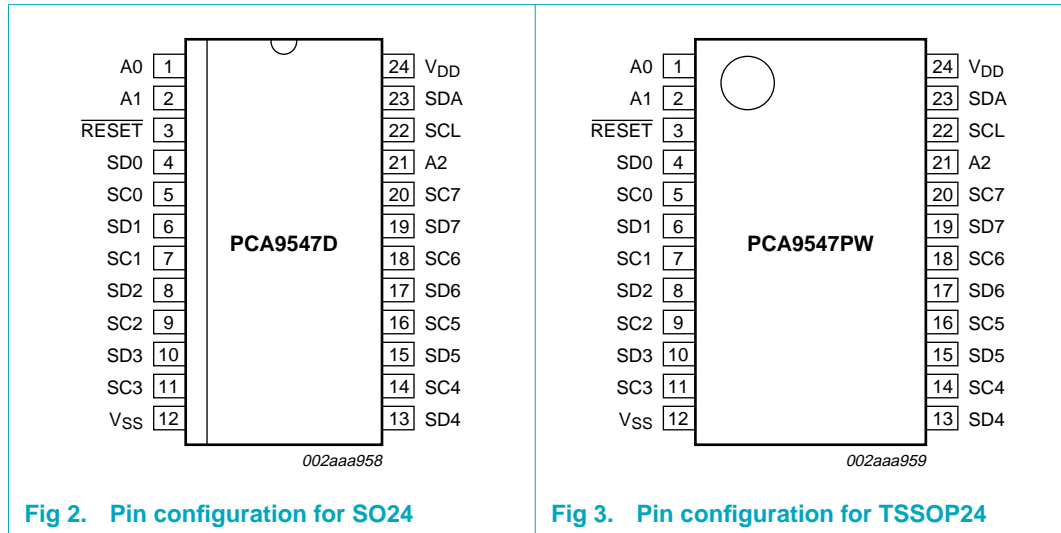 A0 1 24 VDD
A1 2 23 SDA
RESET 3 22 SCL
SD0 4 21 A2
SC0 5 20 SC7
SD1 6 19 SD7
SC1 7 18 SC6
SD2 8 17 SD6
SC2 9 16 SC5
SD3 10 15 SD5
SC3 11 14 SC4
VSS 12 13 SD4
PCA9547D
002aaa958
Fig 2. Pin configuration for SO24
A0 1 24 VDD
A1 2 23 SDA
RESET 3 22 SCL
SD0 4 21 A2
SC0 5 20 SC7
SD1 6 19 SD7
SC1 7 18 SC6
SD2 8 17 SD6
SC2 9 16 SC5
SD3 10 15 SD5
SC3 11 14 SC4
VSS 12 13 SD4
PCA9547PW
002aaa959
Fig 3. Pin configuration for TSSOP24